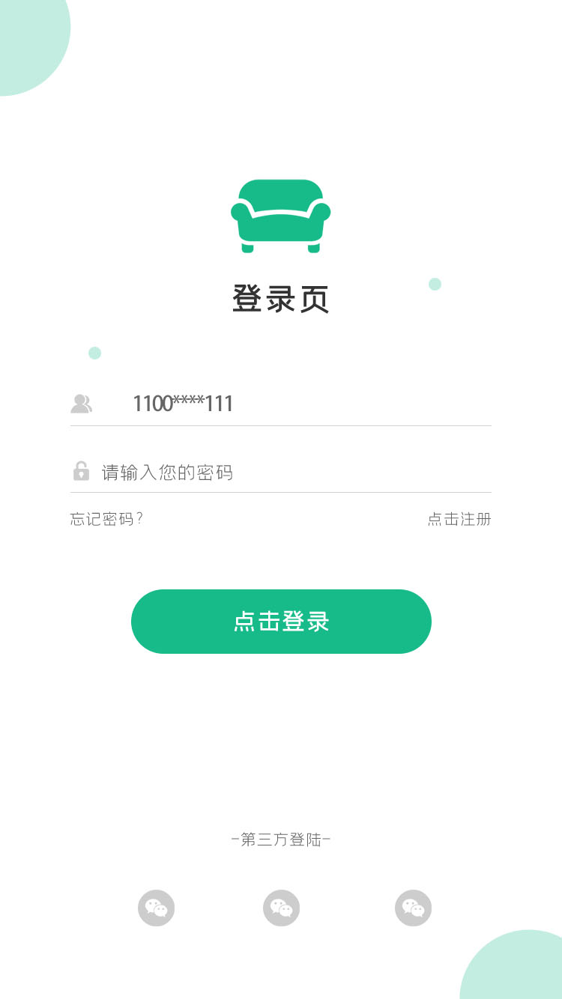 登录页
1100****111
请输入您的密码
忘记密码?
点击注册
点击登录
-第三方登陆-